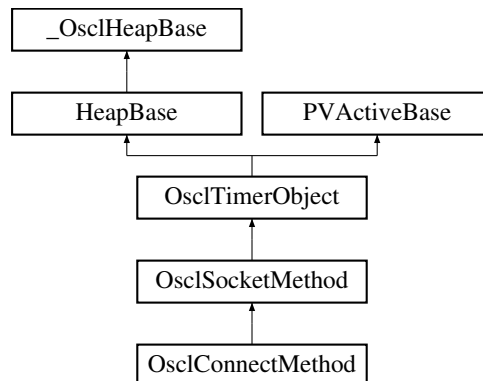 _OsclHeapBase
HeapBase
PVActiveBase
OsclTimerObject
OsclSocketMethod
OsclConnectMethod